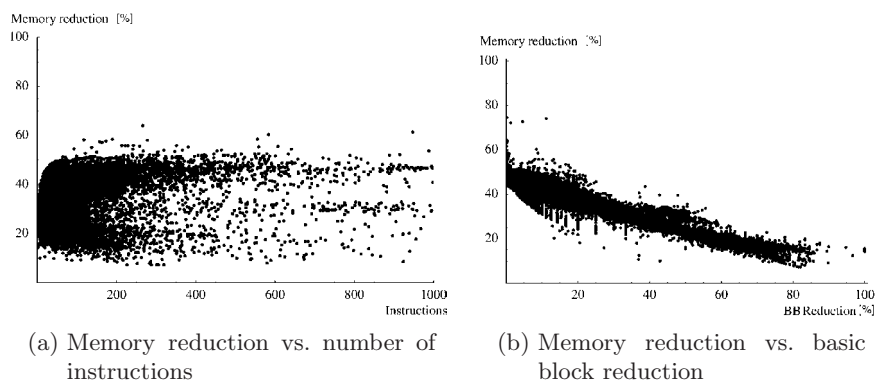 Memory reduction [%]
100
80
60
40
20
200
400
600
800
1000
Instructions
(a) Memory reduction vs. number of
instructions
Memory reduction [%]
100
80
60
40
20
20
40
60
80
100
BB Reduction [%]
(b) Memory reduction vs. basic
block reduction